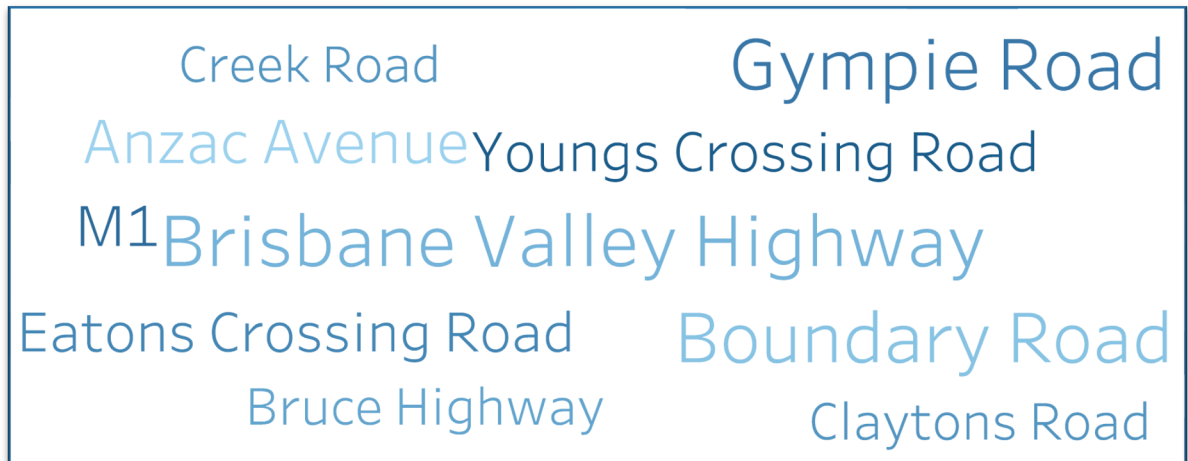 Creek Road
Gympie Road
Anzac Avenue
Youngs Crossing Road
M1
Brisbane Valley Highway
Eatons Crossing Road
Boundary Road
Bruce Highway
Claytons Road